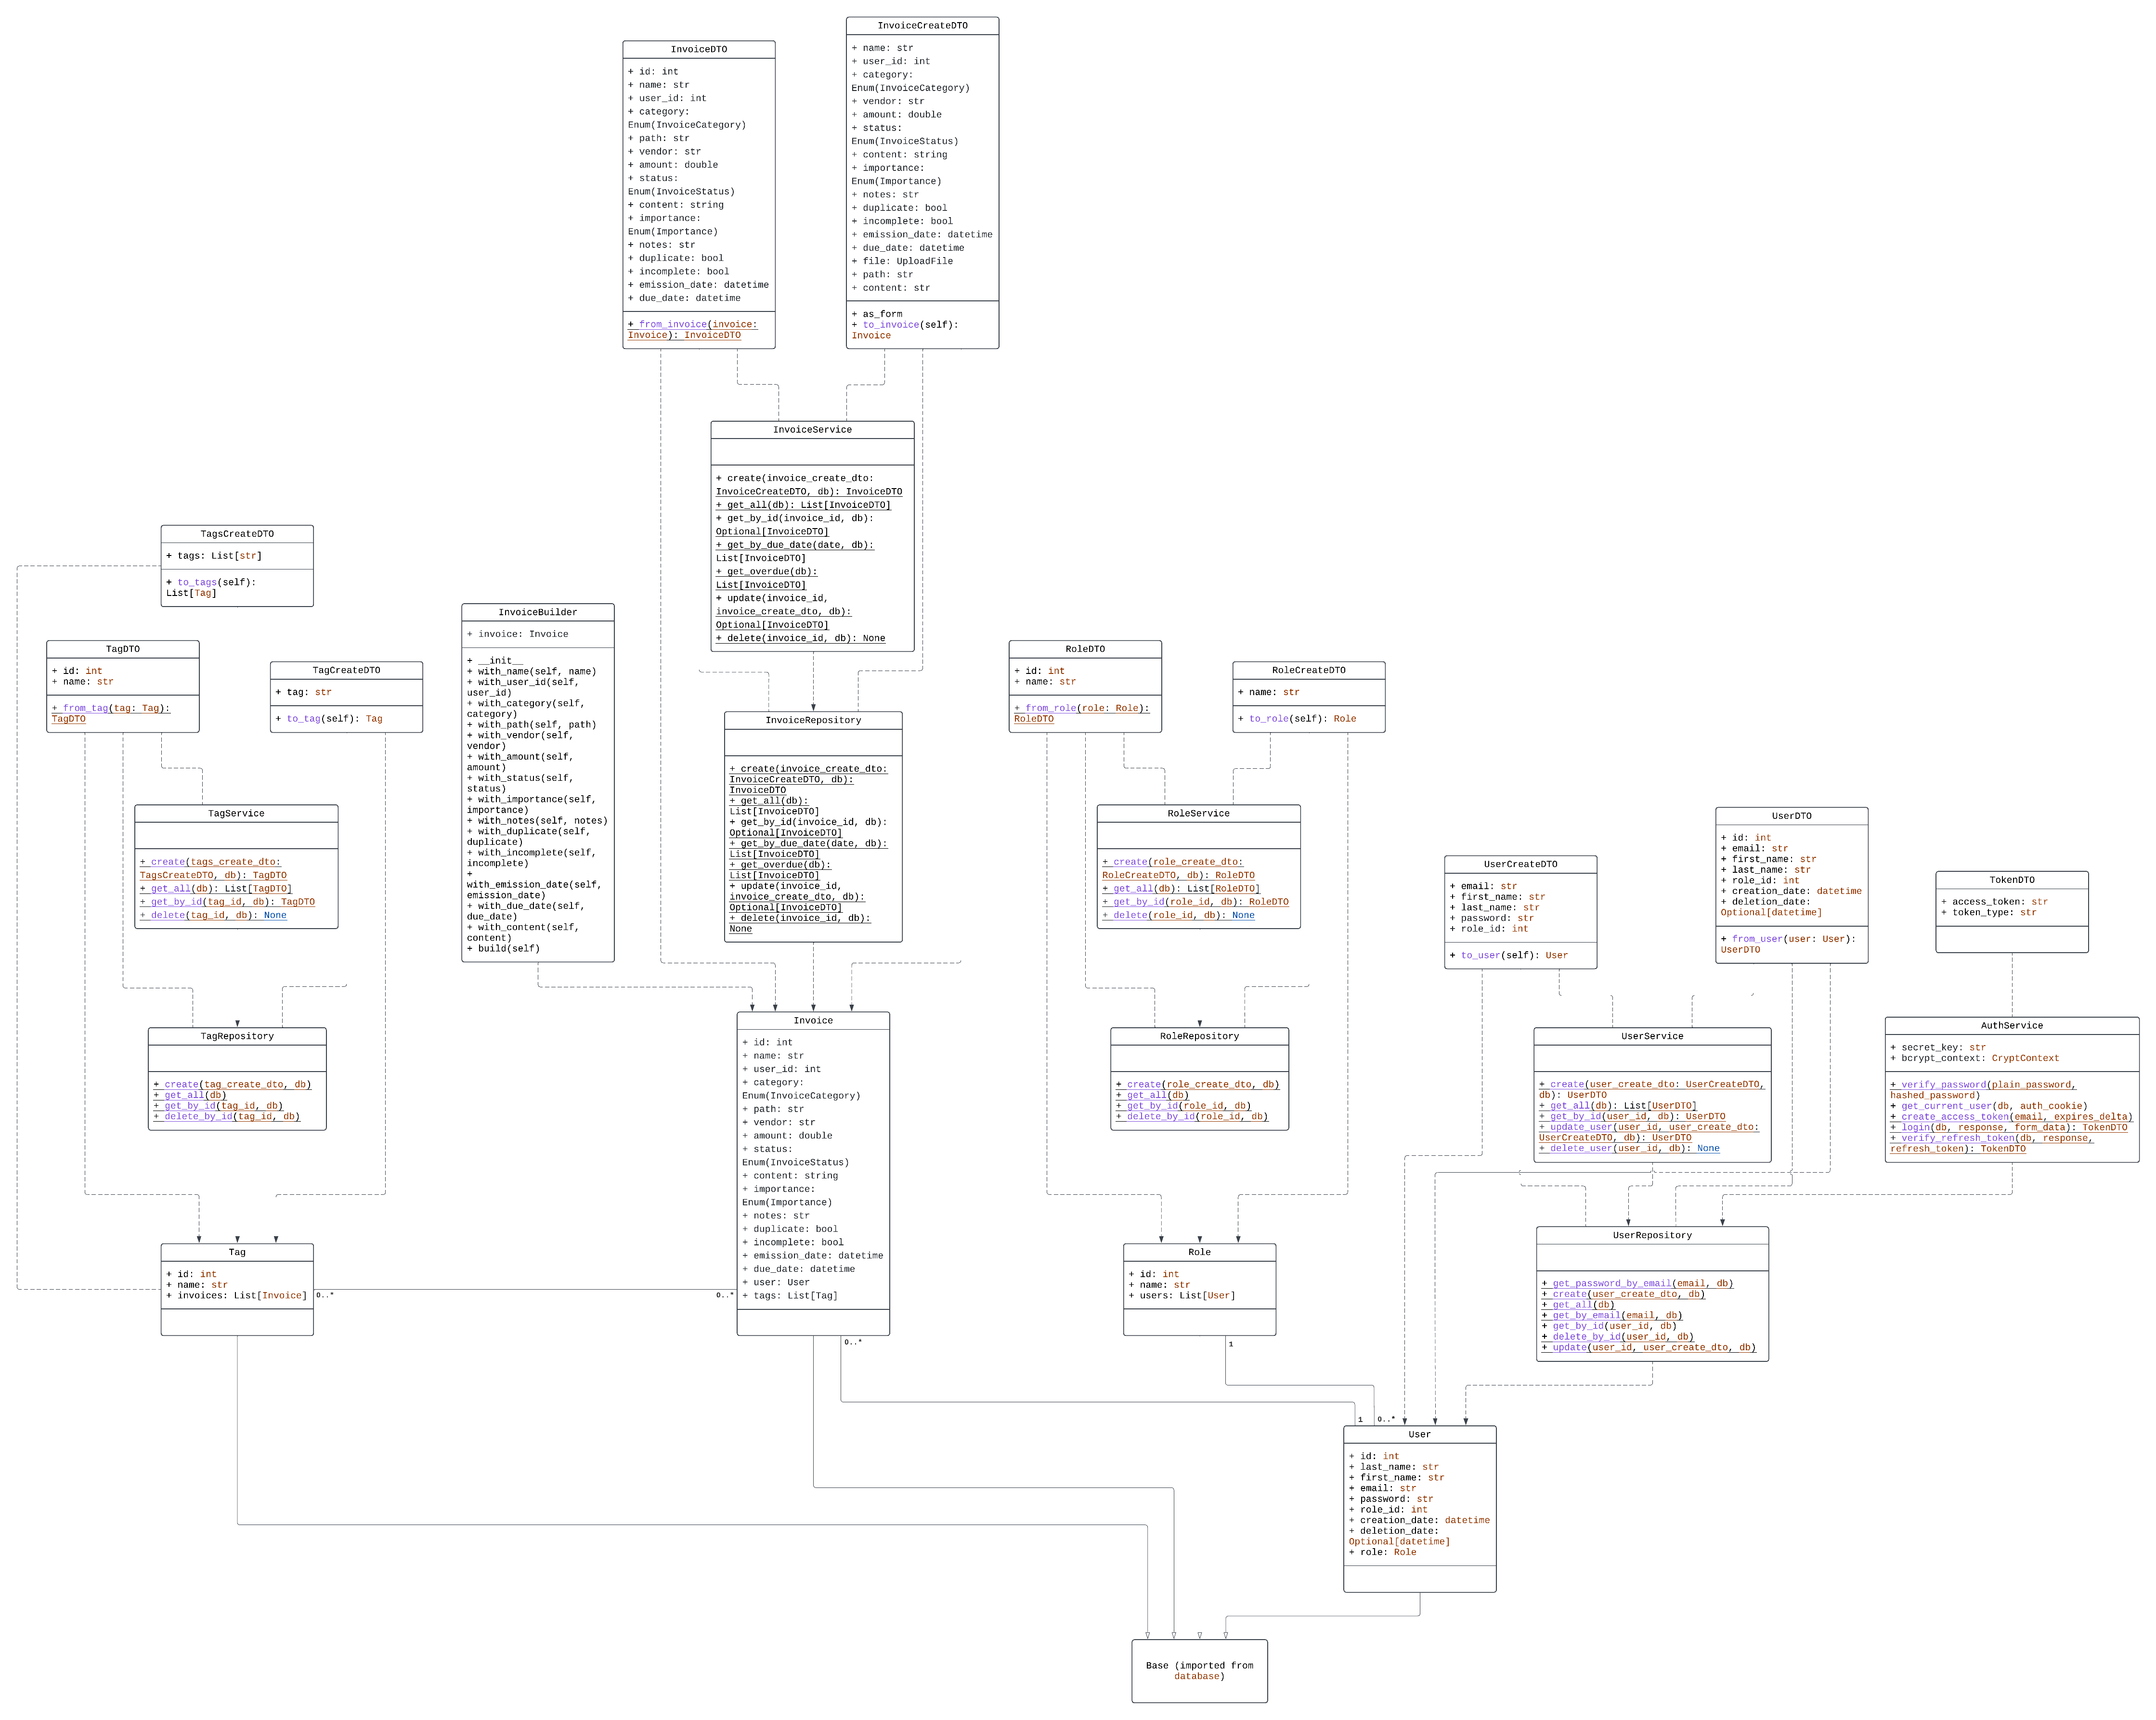 InvoiceCreateDTO
+ name: str
+ user_id: int
+ category:
Enum(InvoiceCategory)
+ vendor: str
+ amount: double
+ status:
Enum(InvoiceStatus)
+ content: string
+ importance:
Enum(Importance)
+ notes: str
+ duplicate: bool
+ incomplete: bool
+ emission_date: datetime
+ due_date: datetime
+ file: UploadFile
+ path: str
+ content: str
+ as_form
+ to_invoice(self):
Invoice
InvoiceDTO
+ id: int
+ name: str
+ user_id: int
+ category:
Enum(InvoiceCategory)
+ path: str
+ vendor: str
+ amount: double
+ status:
Enum(InvoiceStatus)
+ content: string
+ importance:
Enum(Importance)
+ notes: str
+ duplicate: bool
+ incomplete: bool
+ emission_date: datetime
+ due_date: datetime
+ from_invoice(invoice:
Invoice): InvoiceDTO
InvoiceService
+ create(invoice_create_dto:
InvoiceCreateDTO, db): InvoiceDTO
+ get_all(db): List[InvoiceDTO]
+ get_by_id(invoice_id, db):
Optional[InvoiceDTO]
+ get_by_due_date(date, db):
List[InvoiceDTO]
+ get_overdue(db):
List[InvoiceDTO]
+ update(invoice_id,
invoice_create_dto, db):
Optional[InvoiceDTO]
+ delete(invoice_id, db): None
TagsCreateDTO
+ tags: List[str]
+ to_tags(self):
List[Tag]
InvoiceBuilder
+ invoice: Invoice
+ __init__
+ with_name(self, name)
+ with_user_id(self,
user_id)
+ with_category(self,
category)
+ with_path(self, path)
+ with_vendor(self,
vendor)
+ with_amount(self,
amount)
+ with_status(self,
status)
+ with_importance(self,
importance)
+ with_notes(self, notes)
+ with_duplicate(self,
duplicate)
+ with_incomplete(self,
incomplete)
+
with_emission_date(self,
emission_date)
+ with_due_date(self,
due_date)
+ with_content(self,
content)
+ build(self)
TagDTO
+ id: int
+ name: str
+ from_tag(tag: Tag):
TagDTO
TagCreateDTO
+ tag: str
+ to_tag(self): Tag
RoleDTO
+ id: int
+ name: str
+ from_role(role: Role):
RoleDTO
RoleCreateDTO
+ name: str
+ to_role(self): Role
InvoiceRepository
+ create(invoice_create_dto:
InvoiceCreateDTO, db):
InvoiceDTO
+ get_all(db):
List[InvoiceDTO]
+ get_by_id(invoice_id, db):
Optional[InvoiceDTO]
+ get_by_due_date(date, db):
List[InvoiceDTO]
+ get_overdue(db):
List[InvoiceDTO]
+ update(invoice_id,
invoice_create_dto, db):
Optional[InvoiceDTO]
+ delete(invoice_id, db):
None
TagService
+ create(tags_create_dto:
TagsCreateDTO, db): TagDTO
+ get_all(db): List[TagDTO]
+ get_by_id(tag_id, db): TagDTO
+ delete(tag_id, db): None
RoleService
+ create(role_create_dto:
RoleCreateDTO, db): RoleDTO
+ get_all(db): List[RoleDTO]
+ get_by_id(role_id, db): RoleDTO
+ delete(role_id, db): None
UserDTO
+ id: int
+ email: str
+ first_name: str
+ last_name: str
+ role_id: int
+ creation_date: datetime
+ deletion_date:
Optional[datetime]
+ from_user(user: User):
UserDTO
UserCreateDTO
+ email: str
+ first_name: str
+ last_name: str
+ password: str
+ role_id: int
+ to_user(self): User
TokenDTO
+ access_token: str
+ token_type: str
Invoice
+ id: int
+ name: str
+ user_id: int
+ category:
Enum(InvoiceCategory)
+ path: str
+ vendor: str
+ amount: double
+ status:
Enum(InvoiceStatus)
+ content: string
+ importance:
Enum(Importance)
+ notes: str
+ duplicate: bool
+ incomplete: bool
+ emission_date: datetime
+ due_date: datetime
+ user: User
+ tags: List[Tag]
TagRepository
+ create(tag_create_dto, db)
+ get_all(db)
+ get_by_id(tag_id, db)
+ delete_by_id(tag_id, db)
RoleRepository
+ create(role_create_dto, db)
+ get_all(db)
+ get_by_id(role_id, db)
+ delete_by_id(role_id, db)
UserService
+ create(user_create_dto: UserCreateDTO,
db): UserDTO
+ get_all(db): List[UserDTO]
+ get_by_id(user_id, db): UserDTO
+ update_user(user_id, user_create_dto:
UserCreateDTO, db): UserDTO
+ delete_user(user_id, db): None
AuthService
+ secret_key: str
+ bcrypt_context: CryptContext
+ verify_password(plain_password,
hashed_password)
+ get_current_user(db, auth_cookie)
+ create_access_token(email, expires_delta)
+ login(db, response, form_data): TokenDTO
+ verify_refresh_token(db, response,
refresh_token): TokenDTO
Tag
+ id: int
+ name: str
+ invoices: List[Invoice]
0..*
0..*
Role
+ id: int
+ name: str
+ users: List[User]
UserRepository
+ get_password_by_email(email, db)
+ create(user_create_dto, db)
+ get_all(db)
+ get_by_email(email, db)
+ get_by_id(user_id, db)
+ delete_by_id(user_id, db)
+ update(user_id, user_create_dto, db)
0..*
1
1
0..*
User
+ id: int
+ last_name: str
+ first_name: str
+ email: str
+ password: str
+ role_id: int
+ creation_date: datetime
+ deletion_date:
Optional[datetime]
+ role: Role
Base (imported from
database)